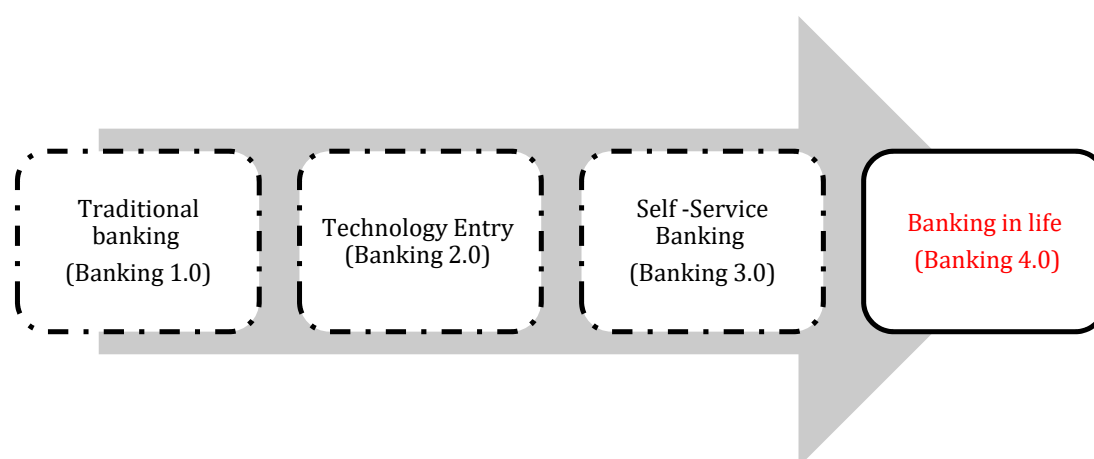 Traditional
banking
(Banking 1.0)
Technology Entry
(Banking 2.0)
Self -Service
Banking
(Banking 3.0)
Banking in life
(Banking 4.0)